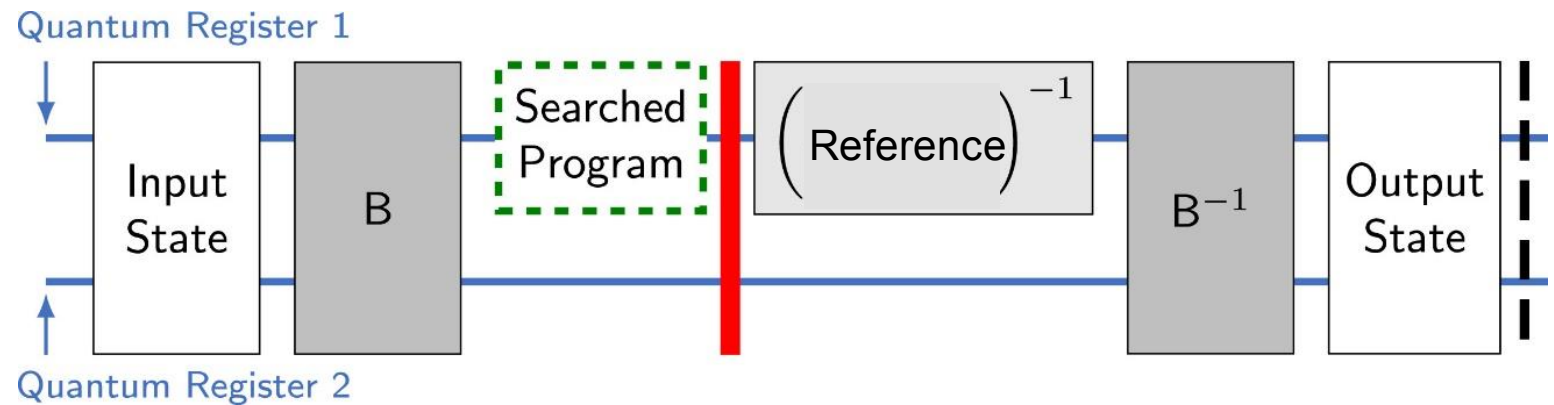 Quantum Register 1
Input
State
B
Searched
Program
(Reference)⁻¹
B⁻¹
Output
State
Quantum Register 2